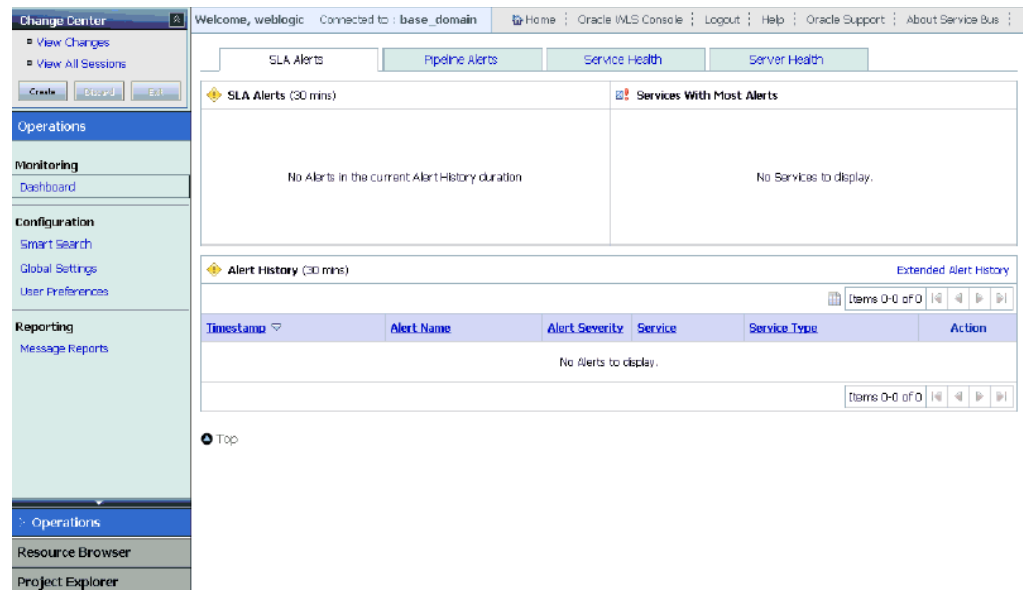 Change Center
View Changes
View All Sessions
Create Discard Exit
Welcome, weblogic Connected to : base_domain Home Oracle WLS Console Logout Help Oracle Support About Service Bus
SLA Alerts Pipeline Alerts Service Health Server Health
SLA Alerts (30 mins)
No Alerts in the current Alert History duration
Services With Most Alerts
No Services to display.
Operations
Monitoring
Dashboard
Configuration
Smart Search
Global Settings
User Preferences
Reporting
Message Reports
Alert History (30 mins) Extended Alert History
Items 0-0 of 0
Timestamp Alert Name Alert Severity Service Service Type Action
No Alerts to display.
Items 0-0 of 0
Top
Operations
Resource Browser
Project Explorer